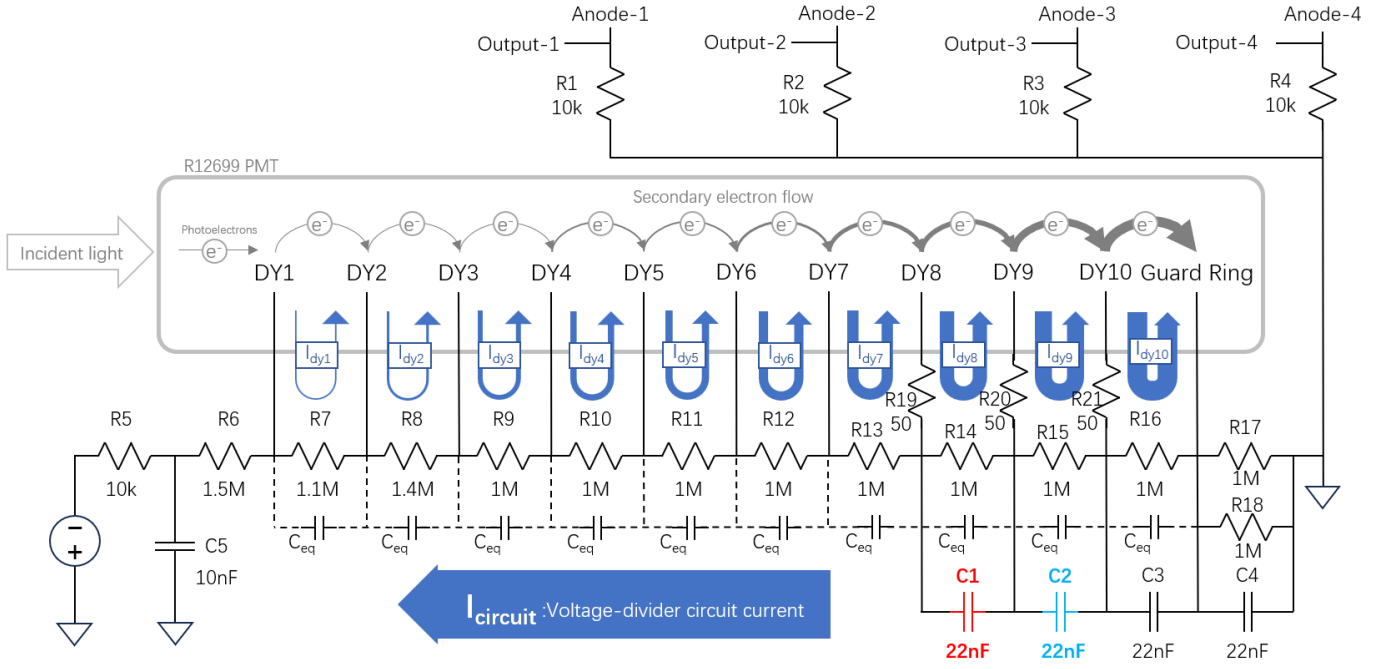 Anode-1 Anode-2 Anode-3 Anode-4
Output-1 Output-2 Output-3 Output-4
R1 R2 R3 R4
10k 10k 10k 10k
R12699 PMT
Secondary electron flow
Photoelectrons
e- e- e- e- e- e- e- e- e- e- e-
Incident light
DY1 DY2 DY3 DY4 DY5 DY6 DY7 DY8 DY9 DY10 Guard Ring
Idy1 Idy2 Idy3 Idy4 Idy5 Idy6 Idy7 Idy8 Idy9 Idy10
R19 R20 R21
50 50 50
R5 R6 R7 R8 R9 R10 R11 R12 R13 R14 R15 R16 R17
10k 1.5M 1.1M 1.4M 1M 1M 1M 1M 1M 1M 1M 1M 1M
R18
1M
−
+
C5
10nF
Ceq Ceq Ceq Ceq Ceq Ceq Ceq Ceq Ceq Ceq
C1 C2 C3 C4
22nF 22nF 22nF 22nF
Icircuit :Voltage-divider circuit current